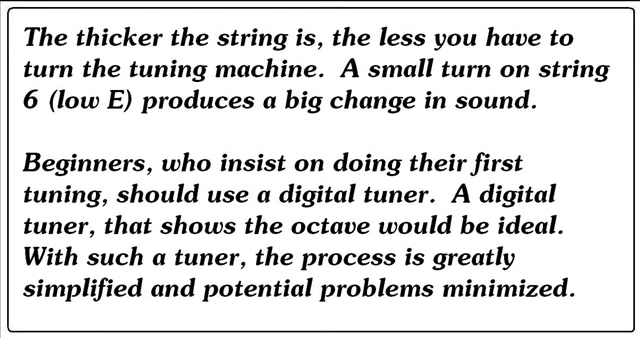 The thicker the string is, the less you have to
turn the tuning machine.  A small turn on string
6 (low E) produces a big change in sound.
Beginners, who insist on doing their first
tuning, should use a digital tuner.  A digital
tuner, that shows the octave would be ideal.
With such a tuner, the process is greatly
simplified and potential problems minimized.